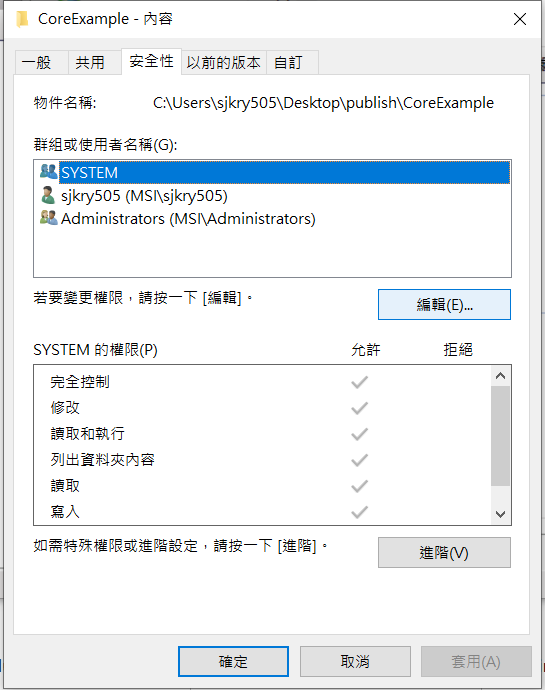 CoreExample - 內容
一般 共用 安全性 以前的版本 自訂
物件名稱: C:\Users\sjkry505\Desktop\publish\CoreExample
群組或使用者名稱(G):
SYSTEM
sjkry505 (MSI\sjkry505)
Administrators (MSI\Administrators)
若要變更權限，請按一下 [編輯]。 編輯(E)...
SYSTEM 的權限(P) 允許 拒絕
完全控制
修改
讀取和執行
列出資料夾內容
讀取
寫入
如需特殊權限或進階設定，請按一下 [進階]。 進階(V)
確定 取消 套用(A)